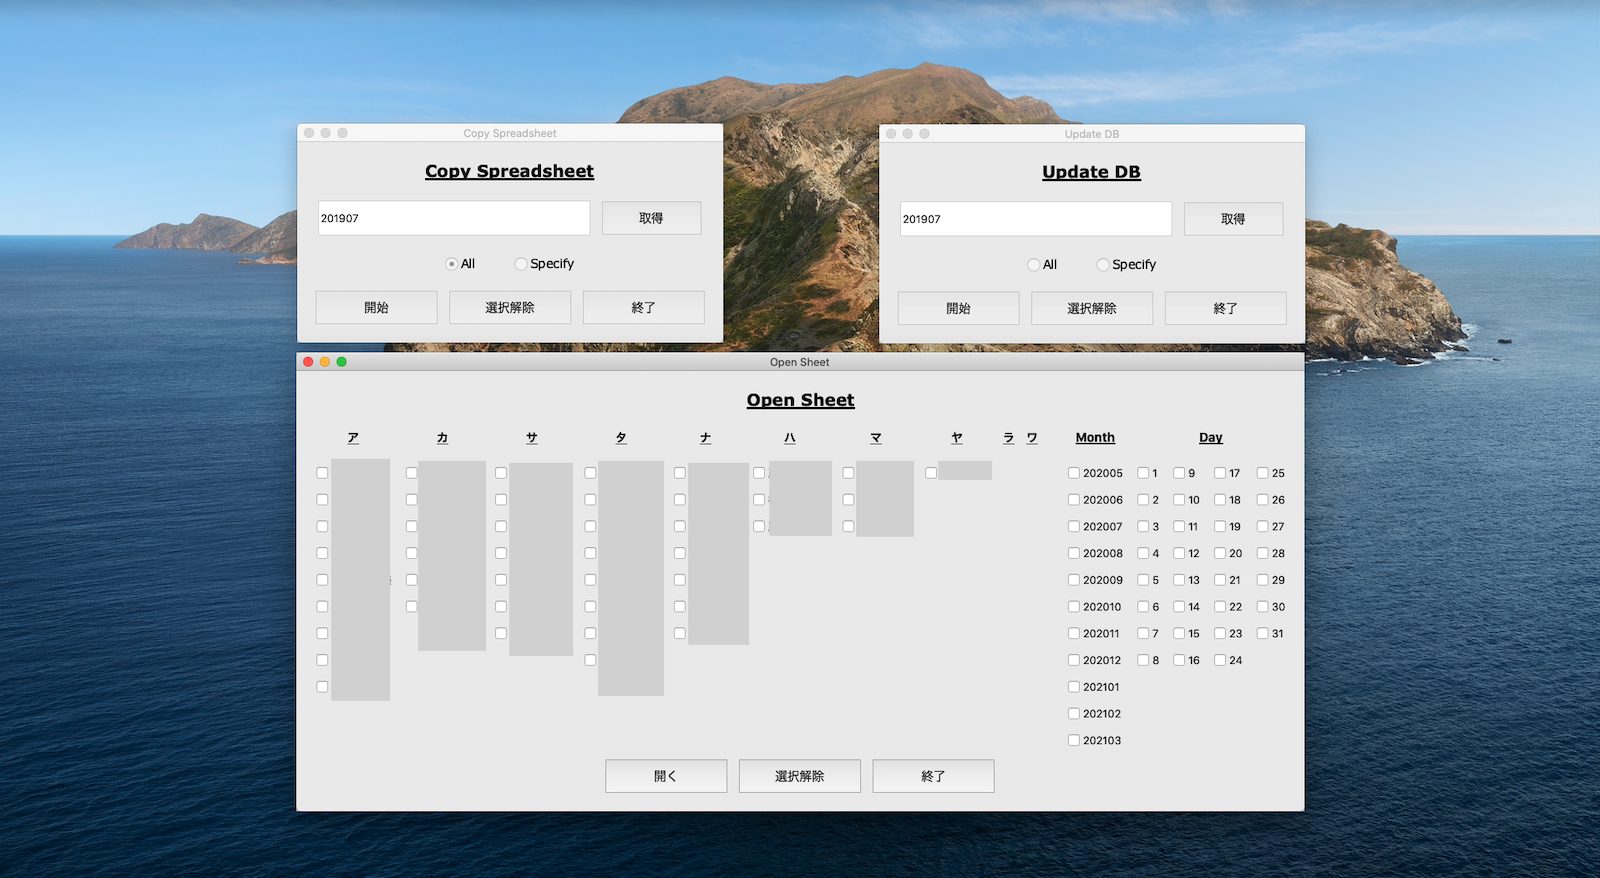 Copy Spreadsheet
Copy Spreadsheet
201907 取得
All Specify
開始 選択解除 終了
Update DB
Update DB
201907 取得
All Specify
開始 選択解除 終了
Open Sheet
Open Sheet
ア カ サ タ ナ ハ マ ヤ ラ ワ Month Day
202005 1 9 17 25
202006 2 10 18 26
202007 3 11 19 27
202008 4 12 20 28
202009 5 13 21 29
202010 6 14 22 30
202011 7 15 23 31
202012 8 16 24
202101
202102
202103
開く 選択解除 終了